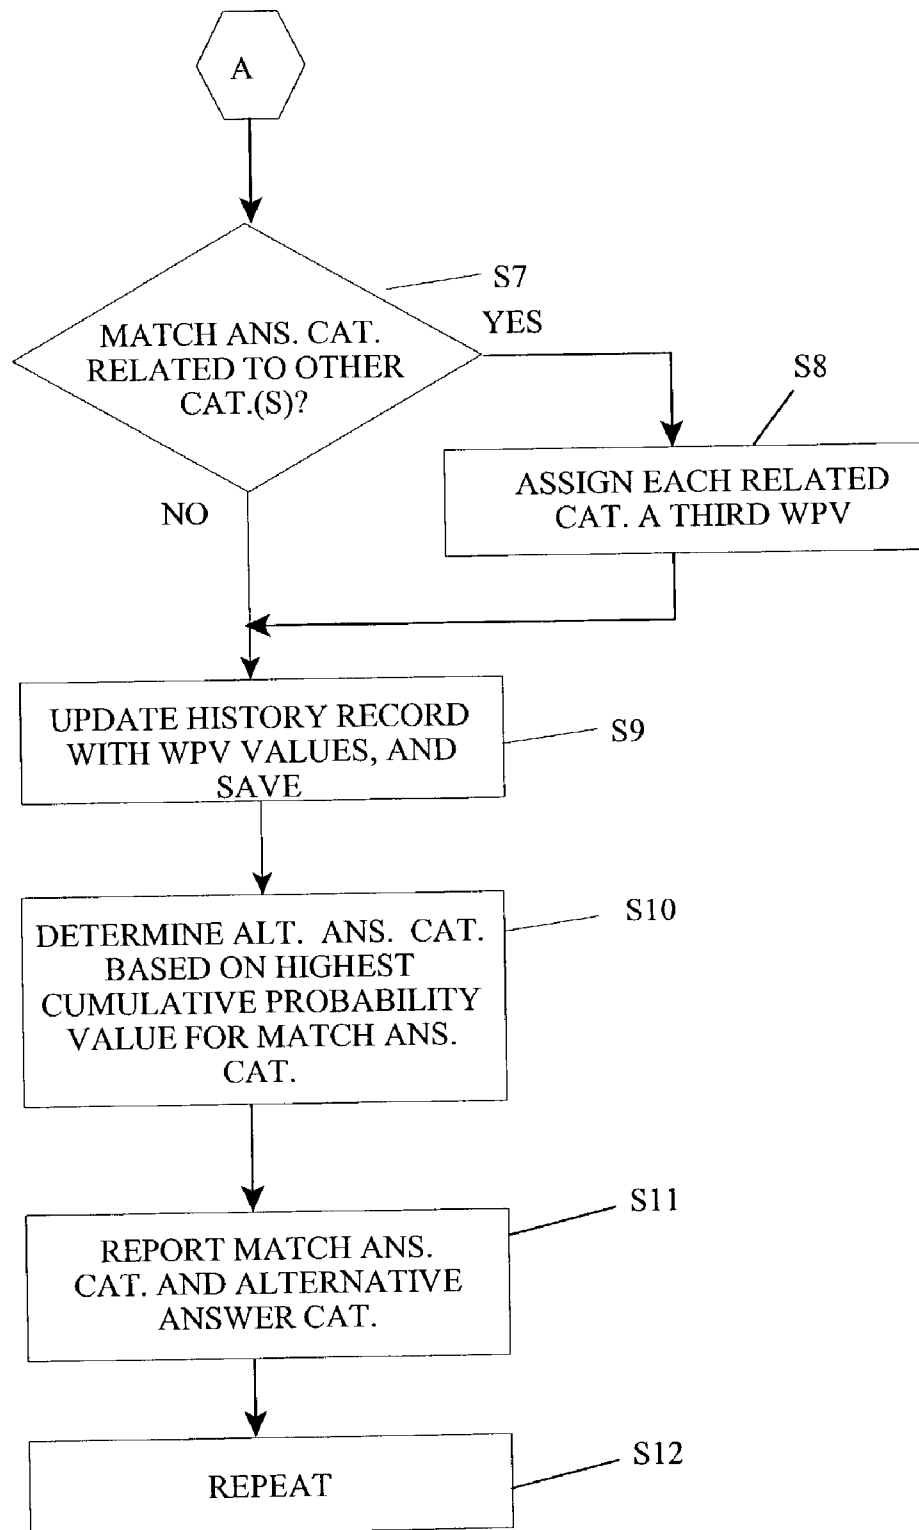 A
S7
YES
MATCH ANS. CAT.
RELATED TO OTHER
CAT.(S)?
S8
ASSIGN EACH RELATED
CAT. A THIRD WPV
NO
UPDATE HISTORY RECORD
WITH WPV VALUES, AND
SAVE
S9
DETERMINE ALT. ANS. CAT.
BASED ON HIGHEST
CUMULATIVE PROBABILITY
VALUE FOR MATCH ANS.
CAT.
S10
REPORT MATCH ANS.
CAT. AND ALTERNATIVE
ANSWER CAT.
S11
REPEAT
S12